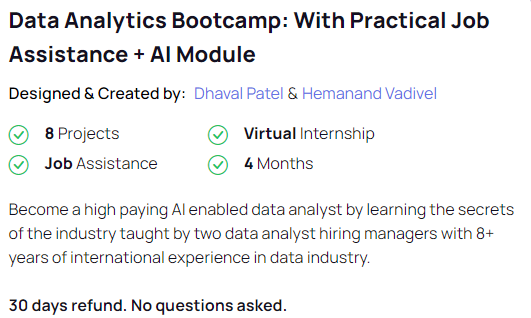 Data Analytics Bootcamp: With Practical Job
Assistance + AI Module
Designed & Created by: Dhaval Patel & Hemanand Vadivel
8 Projects
Virtual Internship
Job Assistance
4 Months
Become a high paying AI enabled data analyst by learning the secrets
of the industry taught by two data analyst hiring managers with 8+
years of international experience in data industry.
30 days refund. No questions asked.